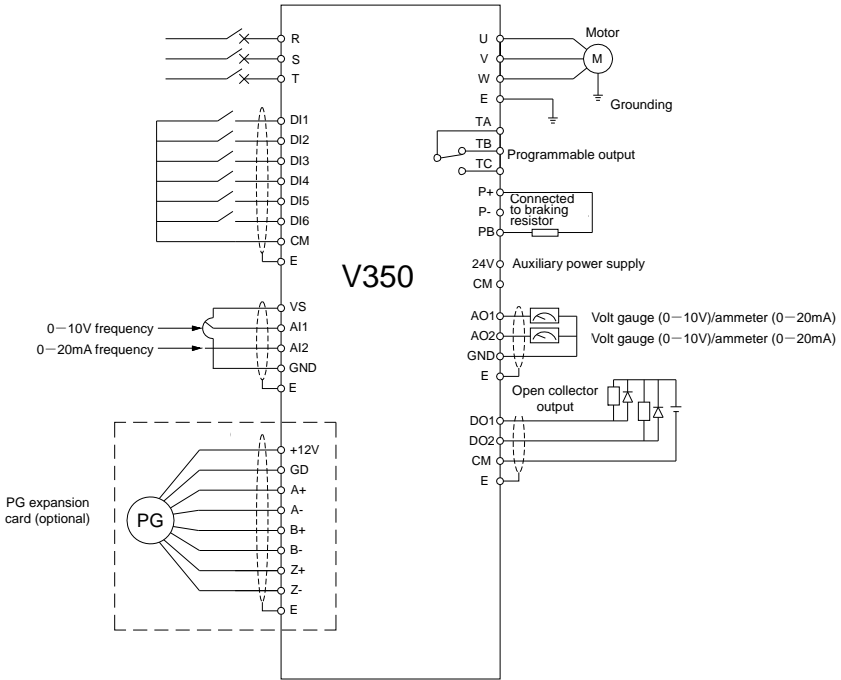 R
S
T
DI1
DI2
DI3
DI4
DI5
DI6
CM
E
VS
0－10V frequency
AI1
0－20mA frequency
AI2
GND
E
PG expansion
card (optional)
PG
+12V
GD
A+
A-
B+
B-
Z+
Z-
E
V350
U
V
W
E
Motor
M
Grounding
TA
TB
TC
Programmable output
P+
P-
PB
Connected
to braking
resistor
24V
Auxiliary power supply
CM
AO1
Volt gauge (0－10V)/ammeter (0－20mA)
AO2
Volt gauge (0－10V)/ammeter (0－20mA)
GND
E
Open collector
output
DO1
DO2
CM
E